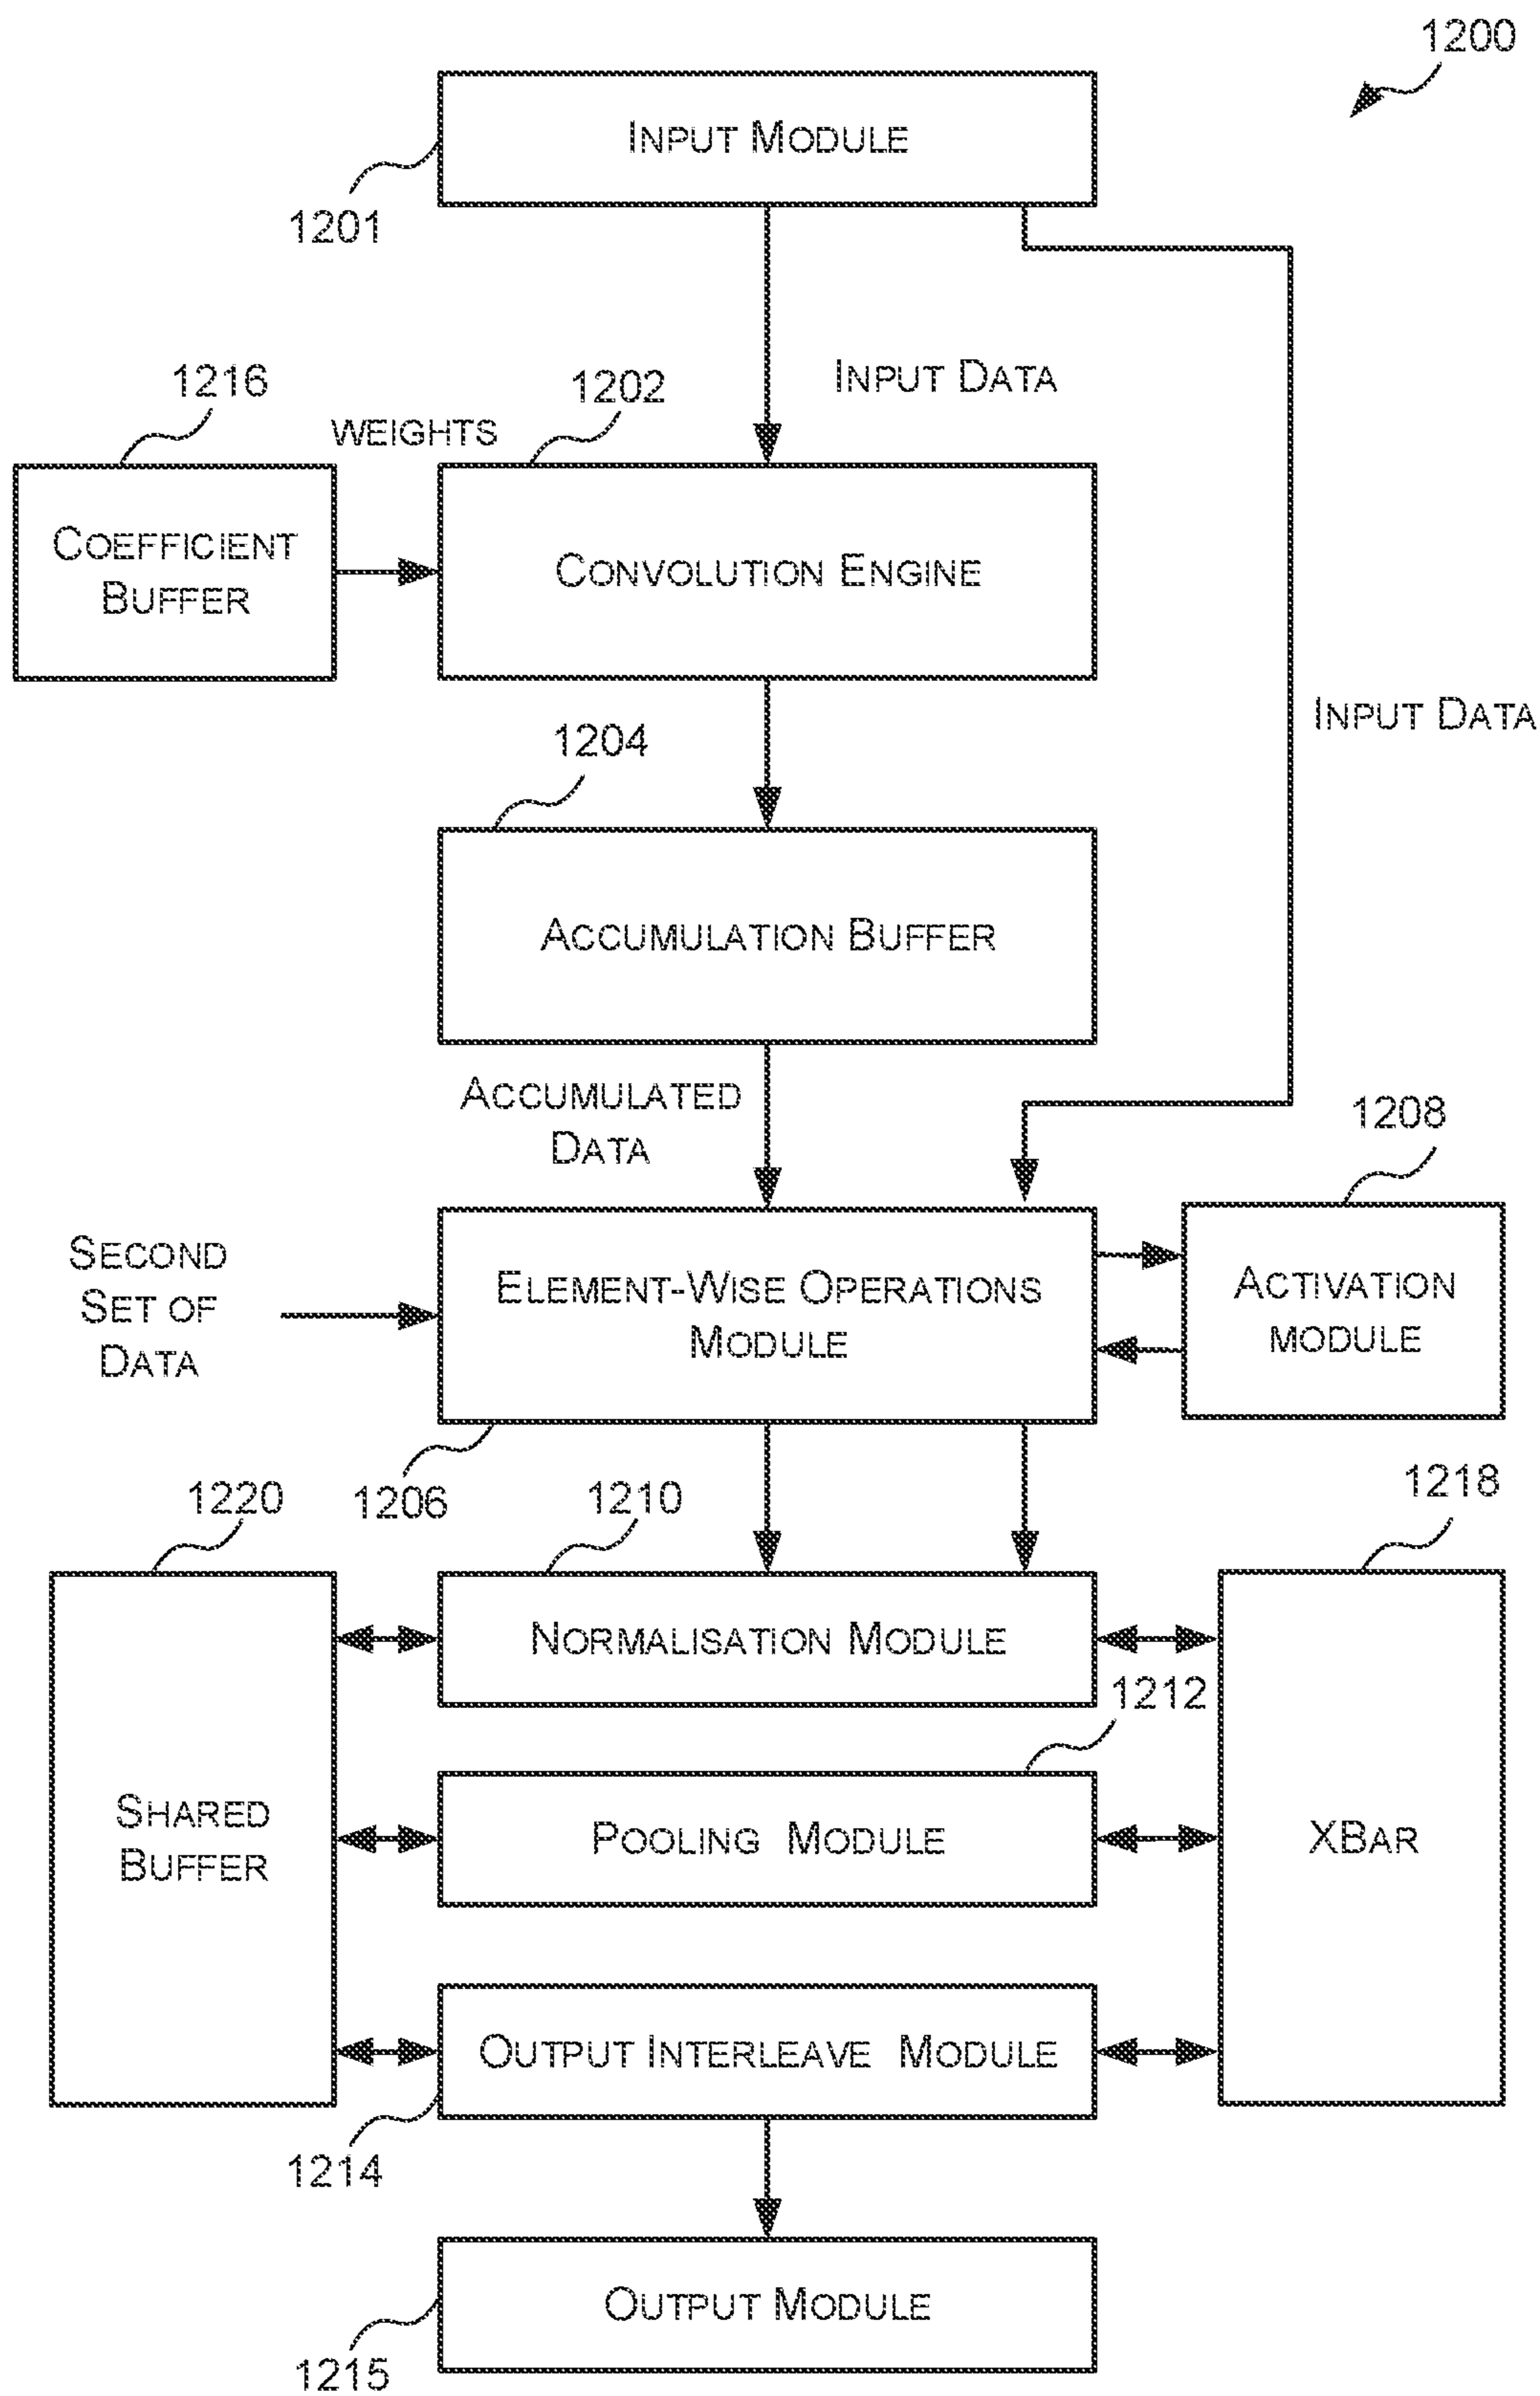 1200
INPUT MODULE
1201
INPUT DATA
1216
WEIGHTS
1202
COEFFICIENT
BUFFER
CONVOLUTION ENGINE
INPUT DATA
1204
ACCUMULATION BUFFER
ACCUMULATED
DATA
1208
SECOND
SET OF
DATA
ELEMENT-WISE OPERATIONS
MODULE
ACTIVATION
MODULE
1206
1220
1210
1218
NORMALISATION MODULE
1212
SHARED
BUFFER
POOLING MODULE
XBAR
OUTPUT INTERLEAVE MODULE
1214
OUTPUT MODULE
1215